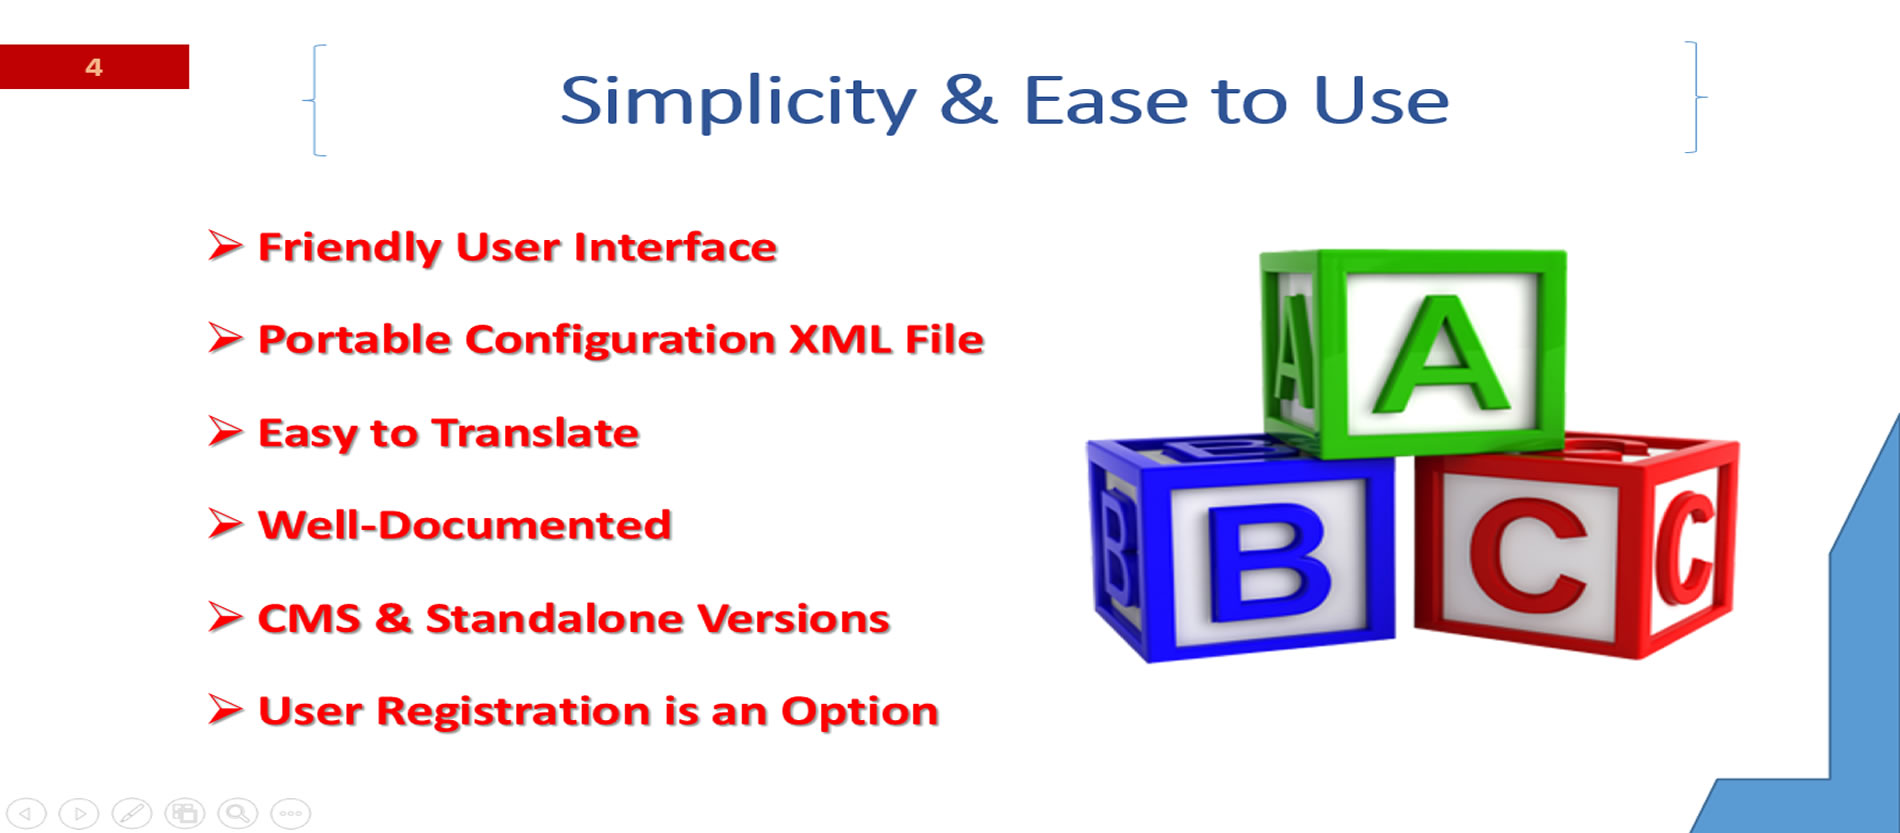 4
Simplicity & Ease to Use
Friendly User Interface
Portable Configuration XML File
Easy to Translate
Well-Documented
CMS & Standalone Versions
User Registration is an Option
A A
B B B
C C C